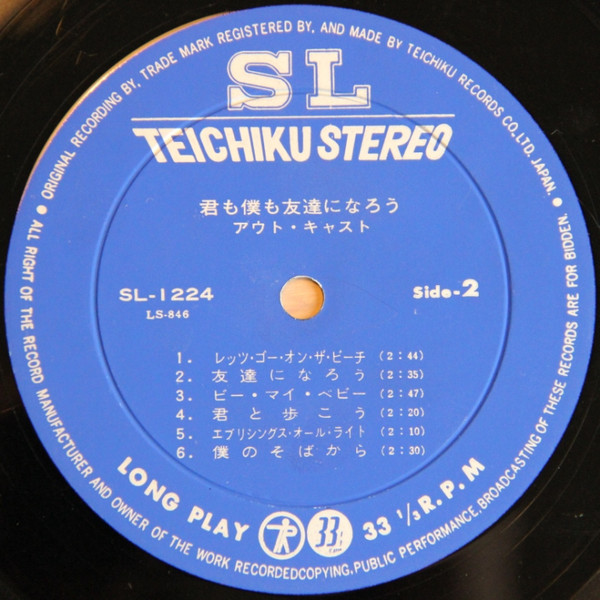 ORIGINAL RECORDING BY, TRADE MARK REGISTERED BY, AND MADE BY TEICHIKU RECORDS CO., LTD. JAPAN.
SL
TEICHIKU STEREO
君も僕も友達になろう
アウト・キャスト
SL-1224
Side-2
LS-846
1. レッツ・ゴー・オン・ザ・ビーチ (2:44)
2. 友達になろう (2:35)
3. ビー・マイ・ベビー (2:47)
4. 君と歩こう (2:20)
5. エブリシングス・オール・ライト (2:10)
6. 僕のそばから (2:30)
LONG PLAY 33 1/3 R.P.M
33 1/3
ALL RIGHT OF THE RECORD MANUFACTURER AND OWNER OF THE WORK RECORDEDCOPYING, PUBLIC PERFORMANCE, BROADCASTING OF THESE RECORDS ARE FOR BIDDEN.